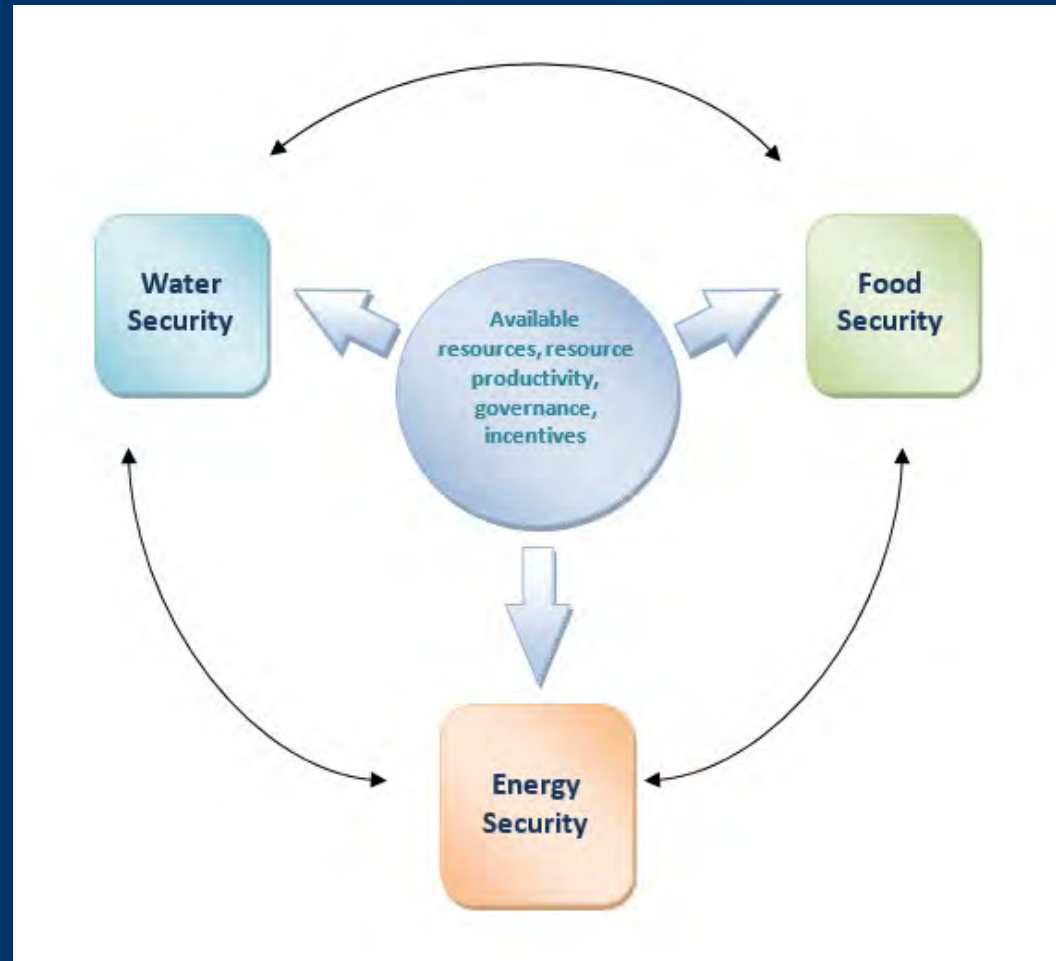 Water
Security
Available
resources, resource
productivity,
governance,
incentives
Food
Security
Energy
Security